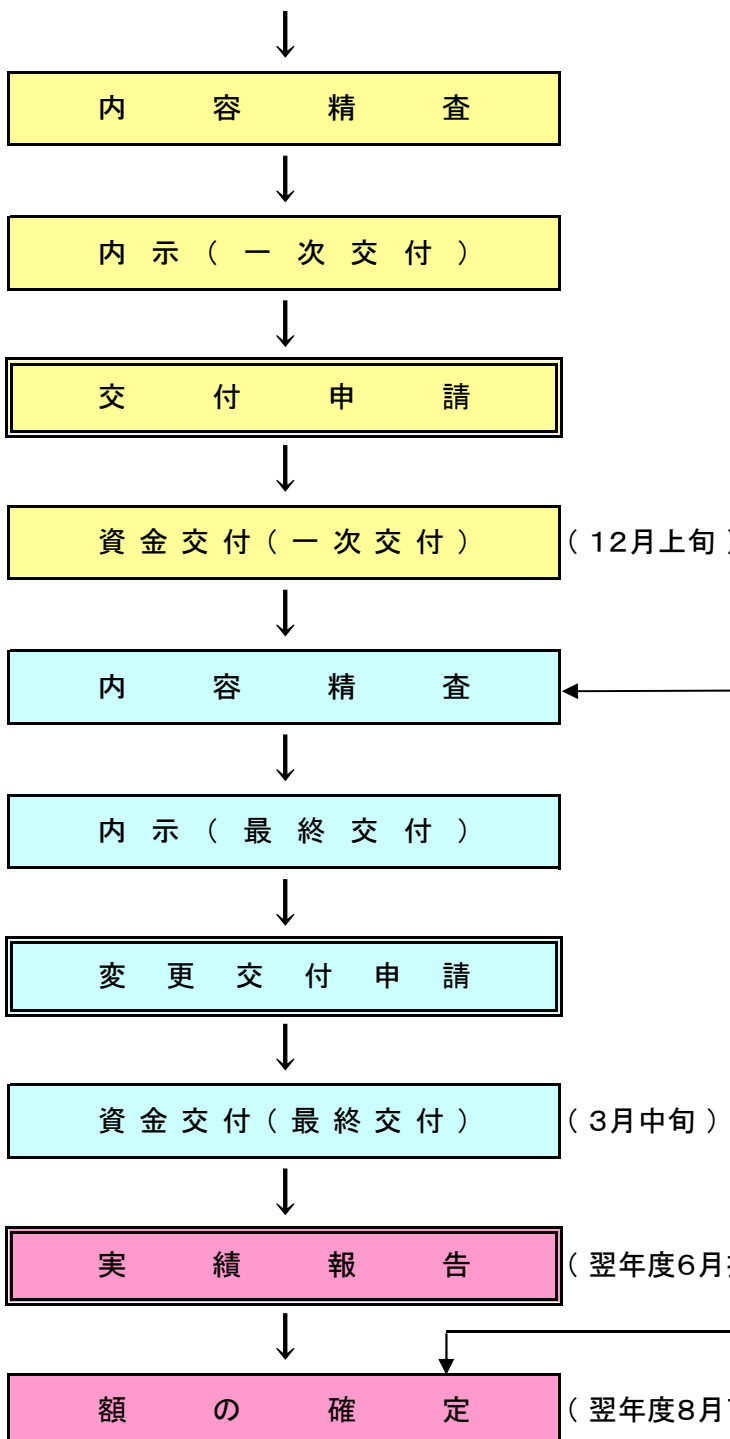 内容精査
内示（一次交付）
交付申請
資金交付（一次交付）（12月上旬）
内容精査
内示（最終交付）
変更交付申請
資金交付（最終交付）（3月中旬）
実績報告（翌年度6月
額の確定（翌年度8月